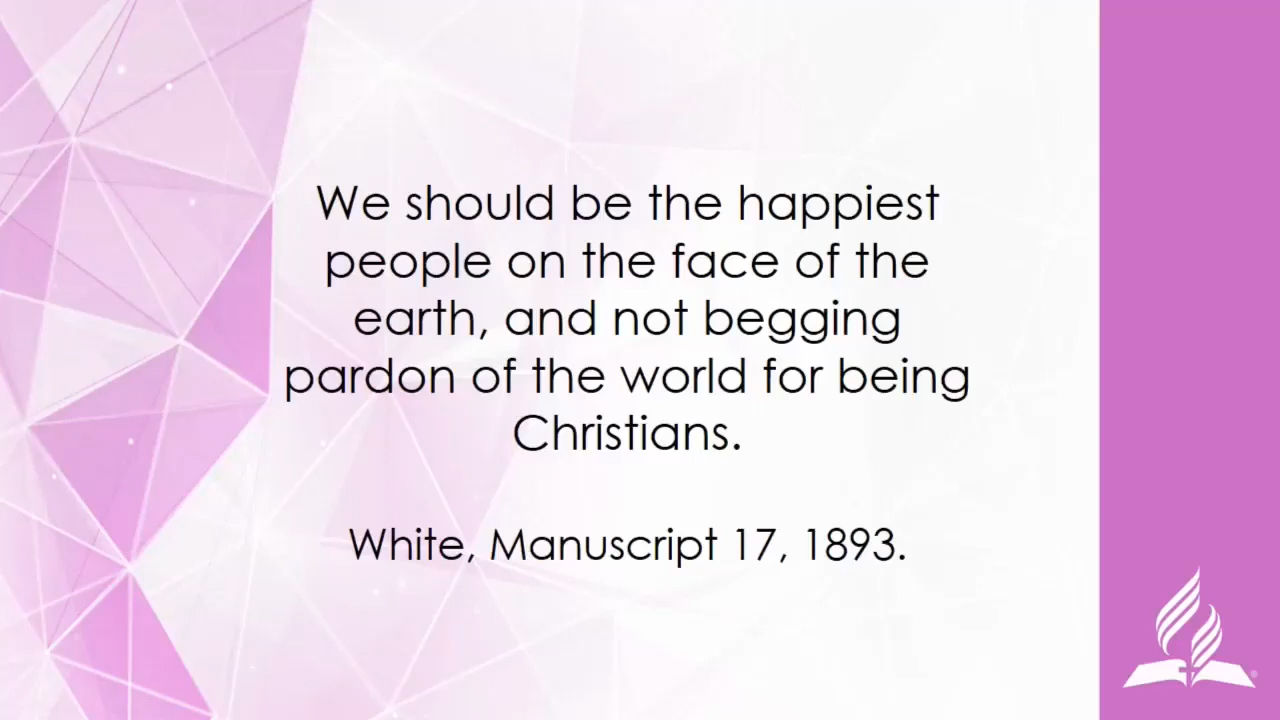 We should be the happiest
people on the face of the
earth, and not begging
pardon of the world for being
Christians.
White, Manuscript 17, 1893.